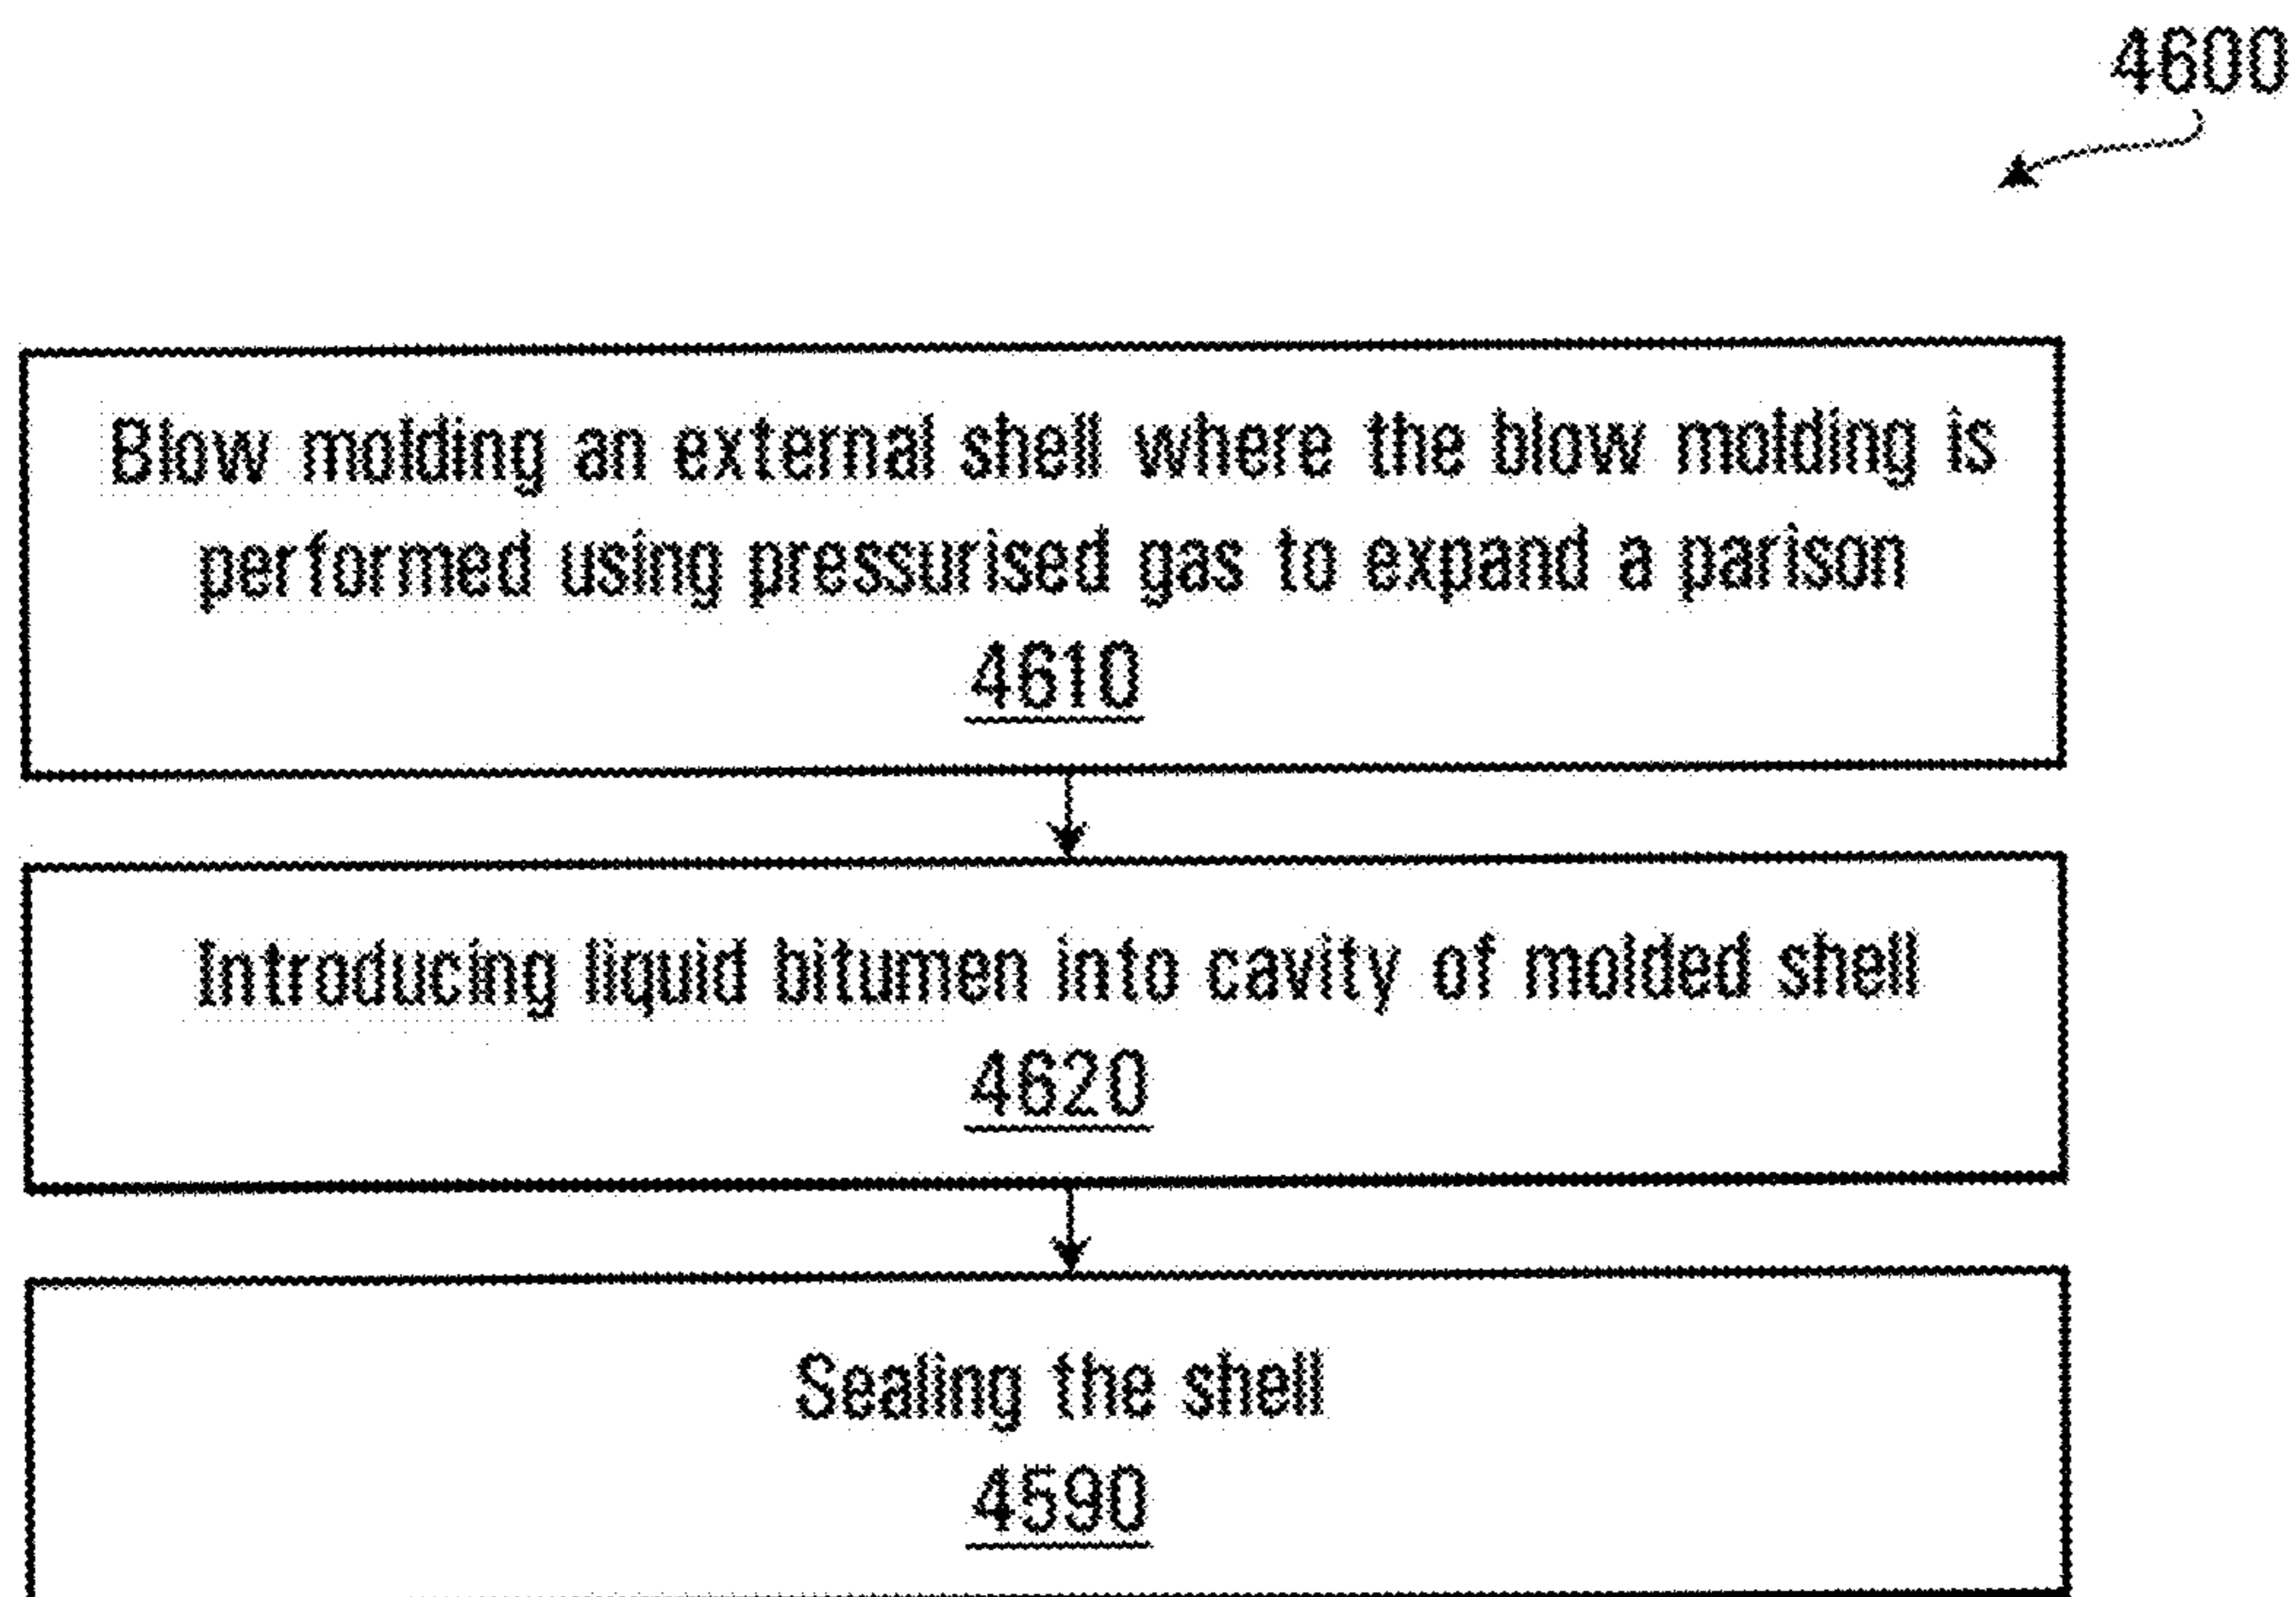 4600
Blow molding an external shell where the blow molding is
performed using pressurised gas to expand a parison
4610
Introducing liquid bitumen into cavity of molded shell
4620
Sealing the shell
4590